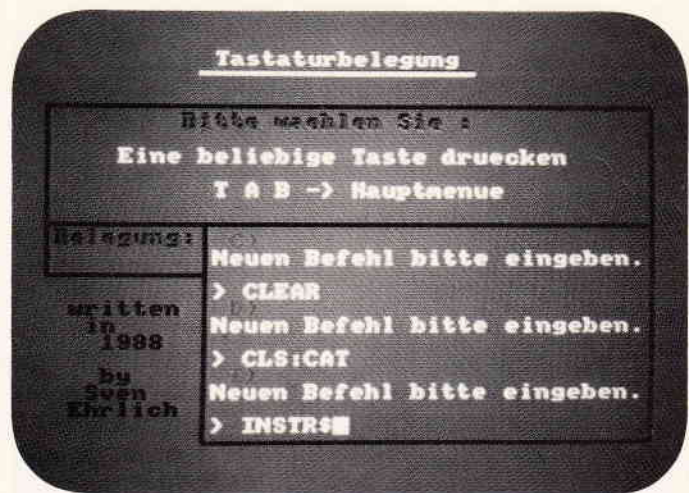 Tastaturbelegung
Bitte waehlen Sie :
Eine beliebige Taste druecken
T A B -> Hauptmenue
Belegung:
C>
Neuen Befehl bitte eingeben.
> CLEAR
Neuen Befehl bitte eingeben.
> CLS:CAT
Neuen Befehl bitte eingeben.
> INSTR$
written
in
1988
by
Sven
Ehrlich